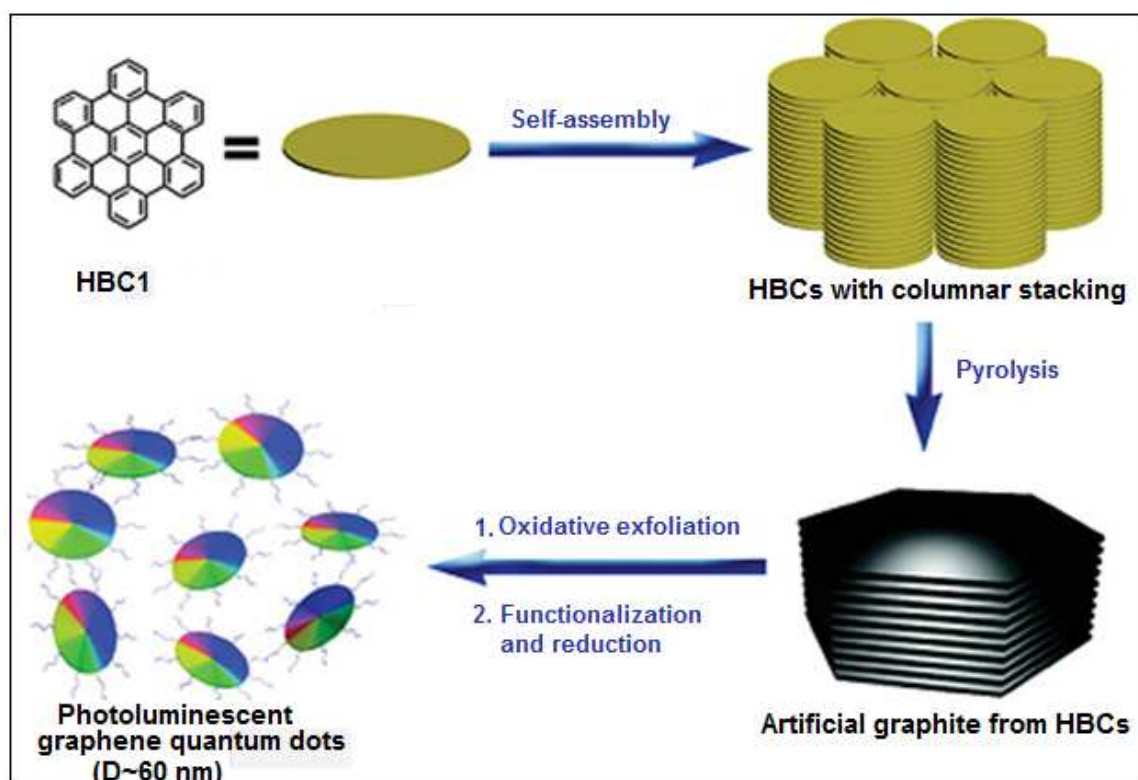 Self-assembly
HBC1
HBCs with columnar stacking
Pyrolysis
1. Oxidative exfoliation
2. Functionalization
and reduction
Artificial graphite from HBCs
Photoluminescent
graphene quantum dots
(D~60 nm)